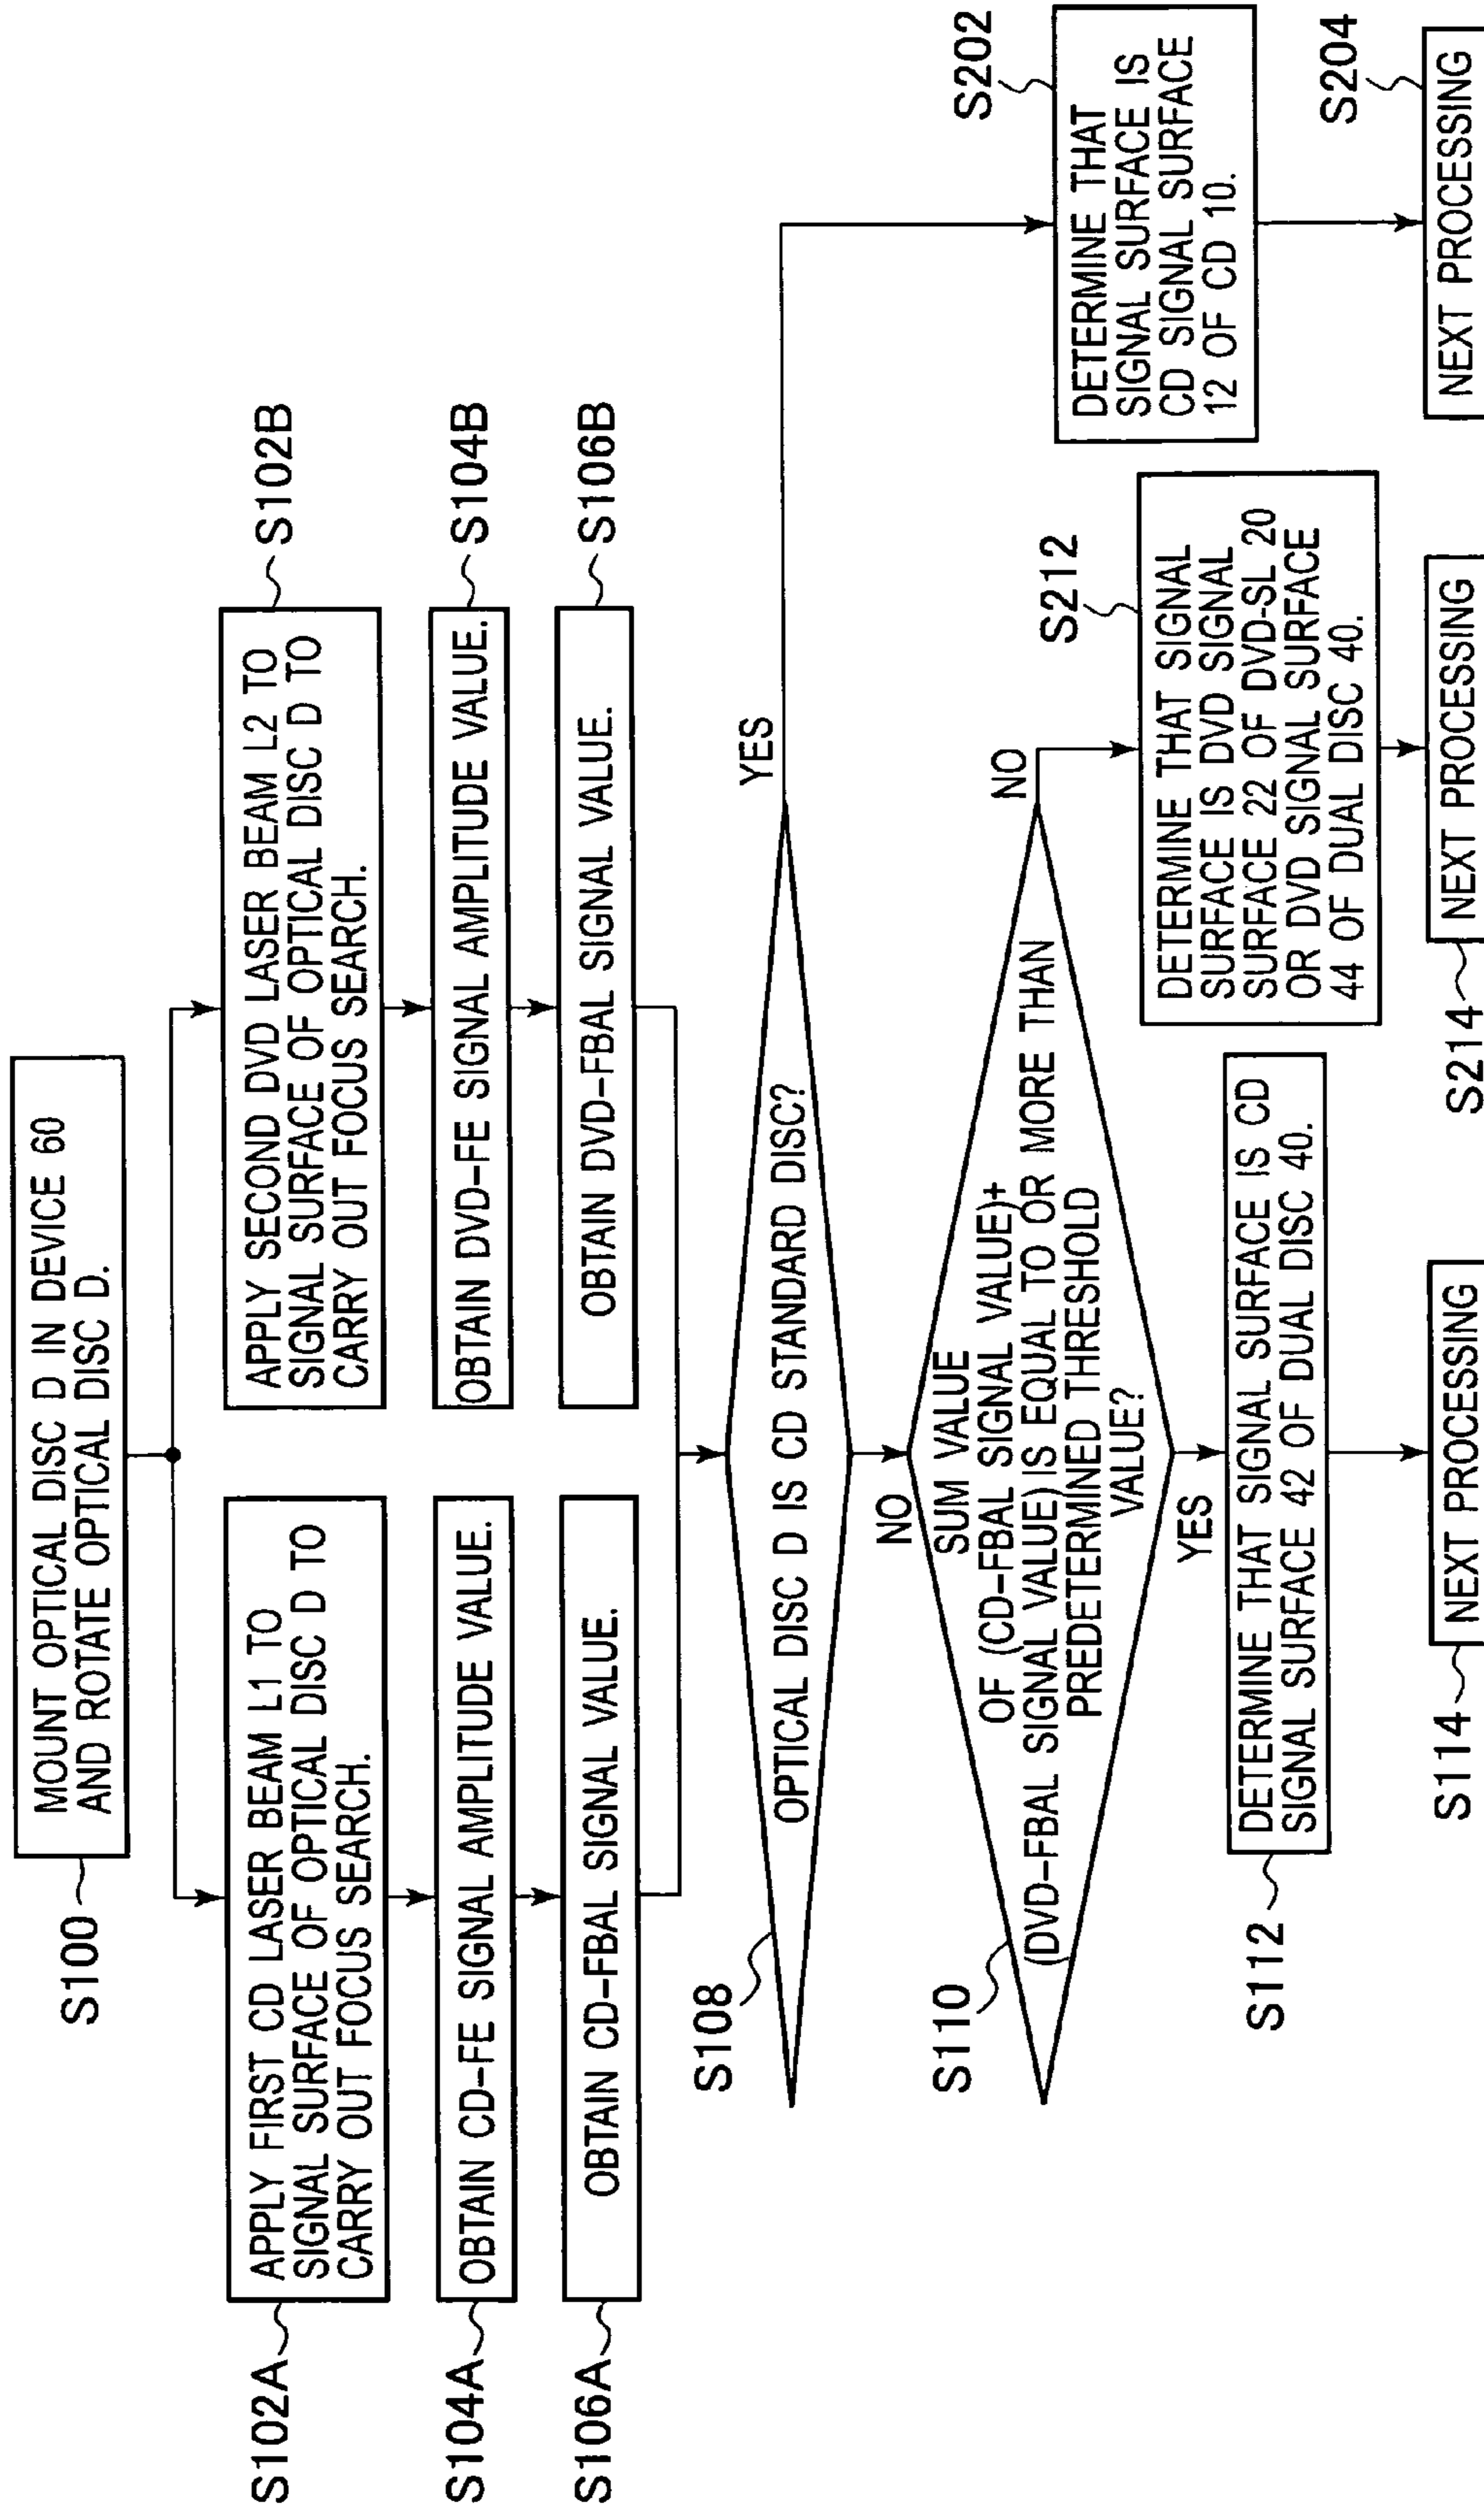 S100
MOUNT OPTICAL DISC D IN DEVICE 60
AND ROTATE OPTICAL DISC D.
S102A
APPLY FIRST CD LASER BEAM L1 TO
SIGNAL SURFACE OF OPTICAL DISC D TO
CARRY OUT FOCUS SEARCH.
S102B
APPLY SECOND DVD LASER BEAM L2 TO
SIGNAL SURFACE OF OPTICAL DISC D TO
CARRY OUT FOCUS SEARCH.
S104A
OBTAIN CD-FE SIGNAL AMPLITUDE VALUE.
S104B
OBTAIN DVD-FE SIGNAL AMPLITUDE VALUE.
S106A
OBTAIN CD-FBAL SIGNAL VALUE.
S106B
OBTAIN DVD-FBAL SIGNAL VALUE.
S108
OPTICAL DISC D IS CD STANDARD DISC?
YES
NO
S110
SUM VALUE
OF (CD-FBAL SIGNAL VALUE)+
(DVD-FBAL SIGNAL VALUE) IS EQUAL TO OR MORE THAN
PREDETERMINED THRESHOLD
VALUE?
NO
YES
S202
DETERMINE THAT
SIGNAL SURFACE IS
CD SIGNAL SURFACE
12 OF CD 10.
S212
DETERMINE THAT SIGNAL
SURFACE IS DVD SIGNAL
SURFACE 22 OF DVD-SL 20
OR DVD SIGNAL SURFACE
44 OF DUAL DISC 40.
S112
DETERMINE THAT SIGNAL SURFACE IS CD
SIGNAL SURFACE 42 OF DUAL DISC 40.
S114
NEXT PROCESSING
S214
NEXT PROCESSING
S204
NEXT PROCESSING